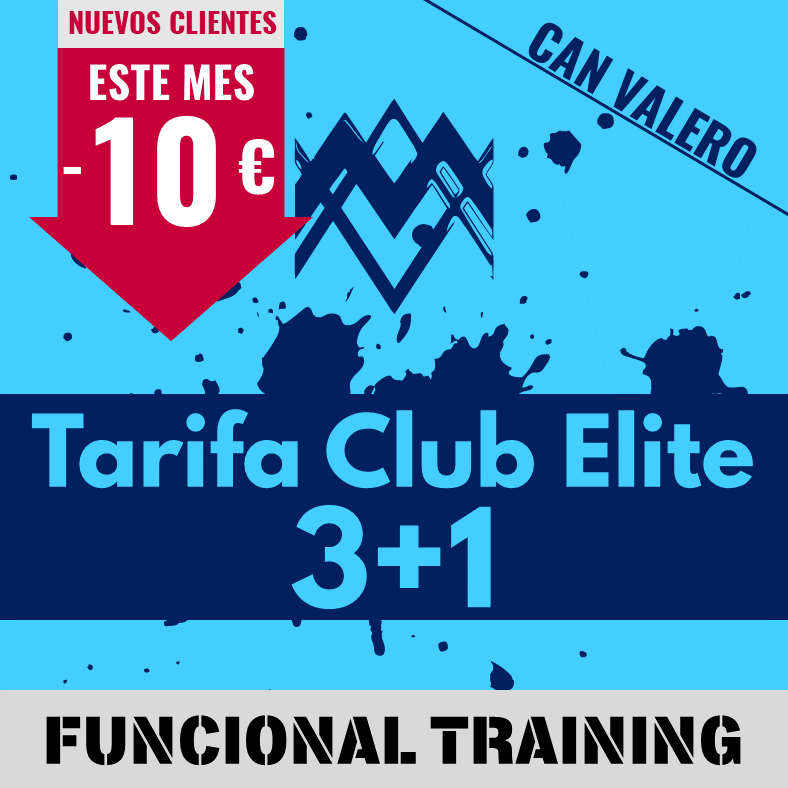 NUEVOS CLIENTES
ESTE MES
-10 €
CAN VALERO
Tarifa Club Elite
3+1
FUNCIONAL TRAINING